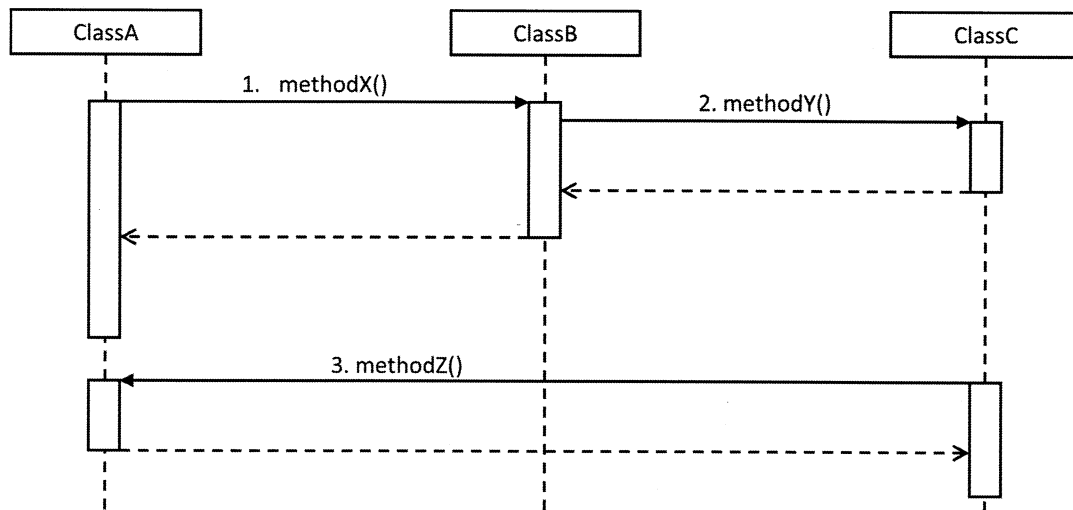 ClassA
ClassB
ClassC
1. methodX()
2. methodY()
3. methodZ()